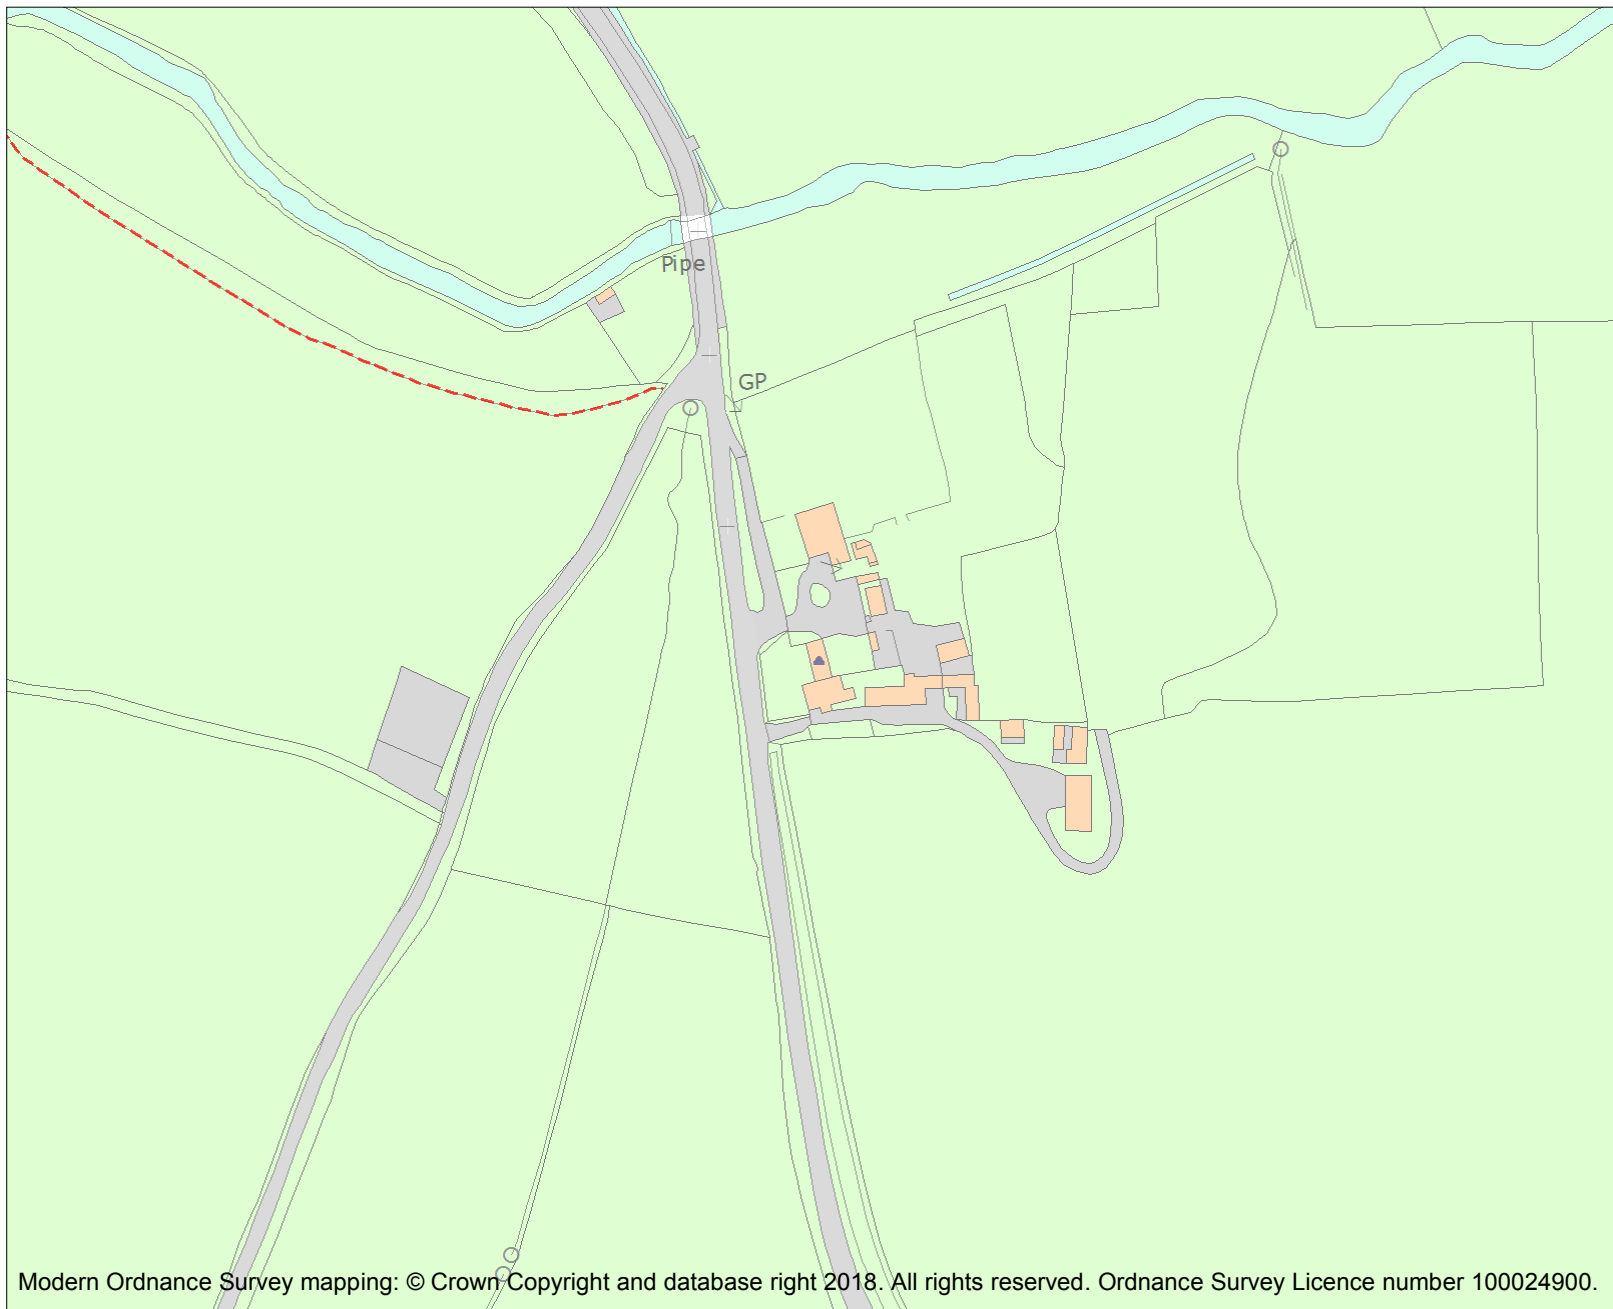 Pipe
GP
Modern Ordnance Survey mapping: © Crown Copyright and database right 2018. All rights reserved. Ordnance Survey Licence number 100024900.